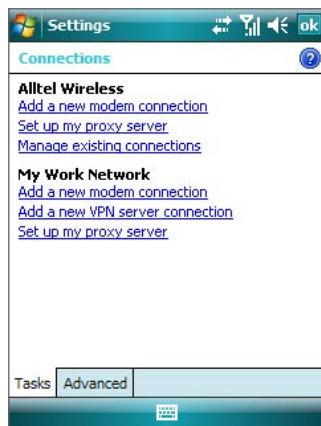 Settings
ok
Connections
?
Alltel Wireless
Add a new modem connection
Set up my proxy server
Manage existing connections
My Work Network
Add a new modem connection
Add a new VPN server connection
Set up my proxy server
Tasks Advanced